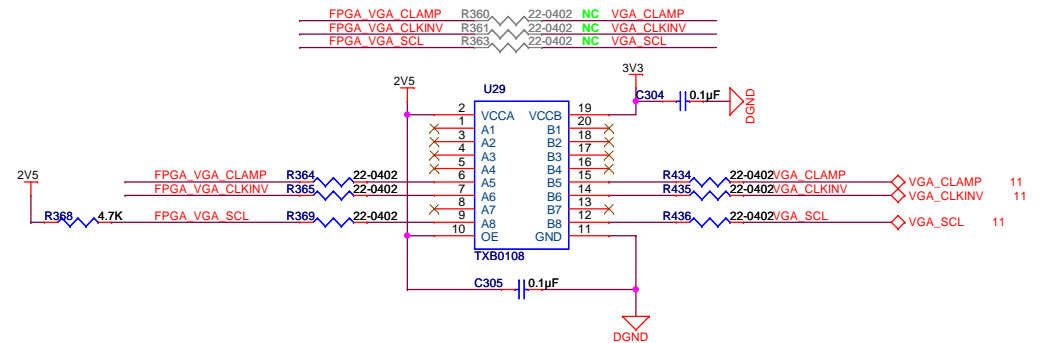 FPGA_VGA_CLAMP R360 22-0402 NC VGA_CLAMP
FPGA_VGA_CLKINV R361 22-0402 NC VGA_CLKINV
FPGA_VGA_SCL R363 22-0402 NC VGA_SCL
2V5 U29 3V3
C304 0.1µF DGND
2 VCCA VCCB 19
1 A1 B1 20
3 A2 B2 18
4 A3 B3 17
5 A4 B4 16
2V5 FPGA_VGA_CLAMP R364 22-0402 6 A5 B5 15 R434 22-0402 VGA_CLAMP VGA_CLAMP 11
FPGA_VGA_CLKINV R365 22-0402 7 A6 B6 14 R435 22-0402 VGA_CLKINV VGA_CLKINV 11
8 A7 B7 13
R368 4.7K FPGA_VGA_SCL R369 22-0402 9 A8 B8 12 R436 22-0402 VGA_SCL VGA_SCL 11
10 OE GND 11
TXB0108
C305 0.1µF
DGND